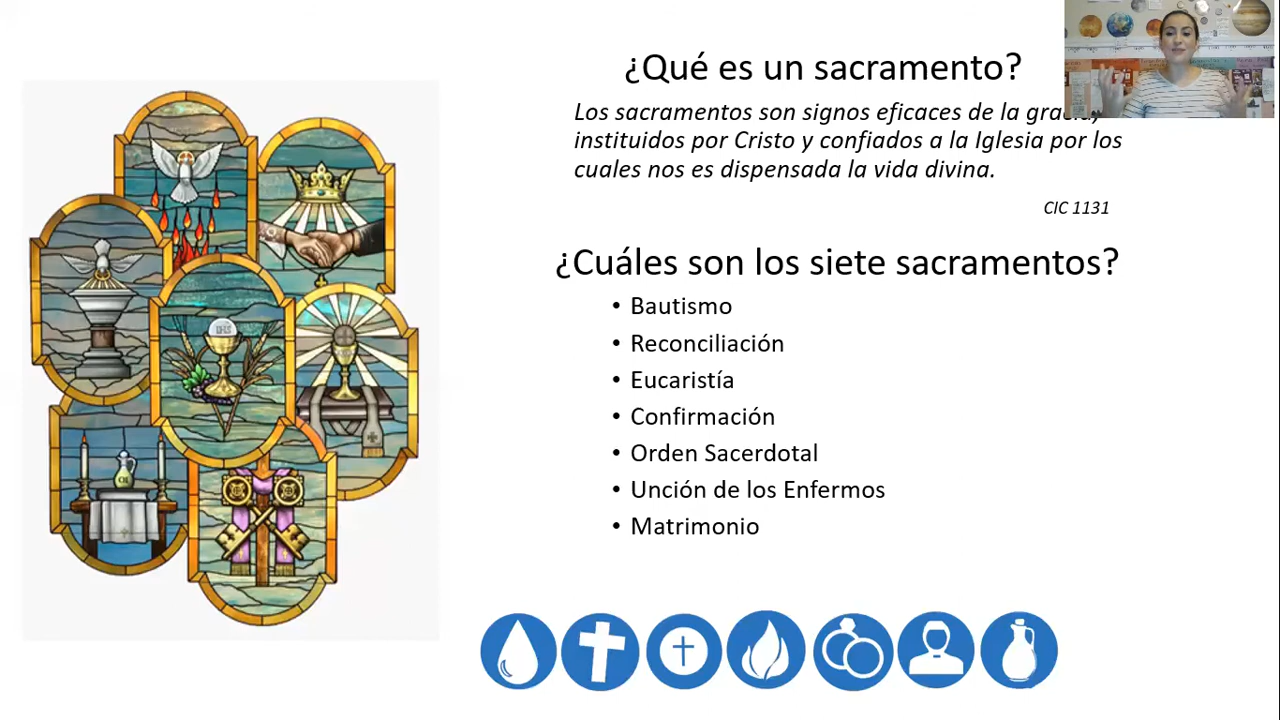 ¿Qué es un sacramento?
Los sacramentos son signos eficaces de la gracia,
instituidos por Cristo y confiados a la Iglesia por los
cuales nos es dispensada la vida divina.
CIC 1131
¿Cuáles son los siete sacramentos?
• Bautismo
• Reconciliación
• Eucaristía
• Confirmación
• Orden Sacerdotal
• Unción de los Enfermos
• Matrimonio
IHS